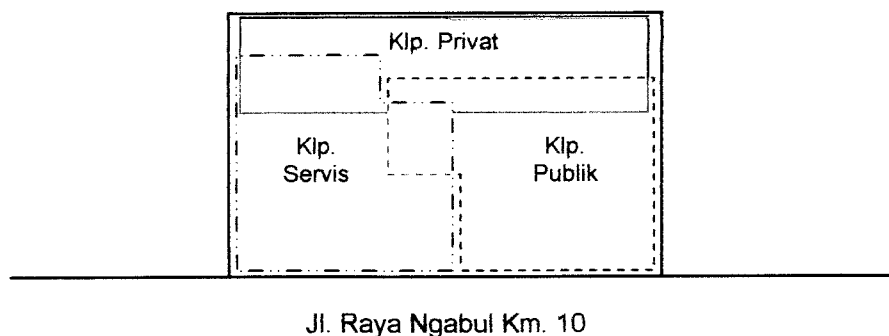 Klp. Privat
Klp.
Servis
Klp.
Publik
Jl. Raya Ngabul Km. 10